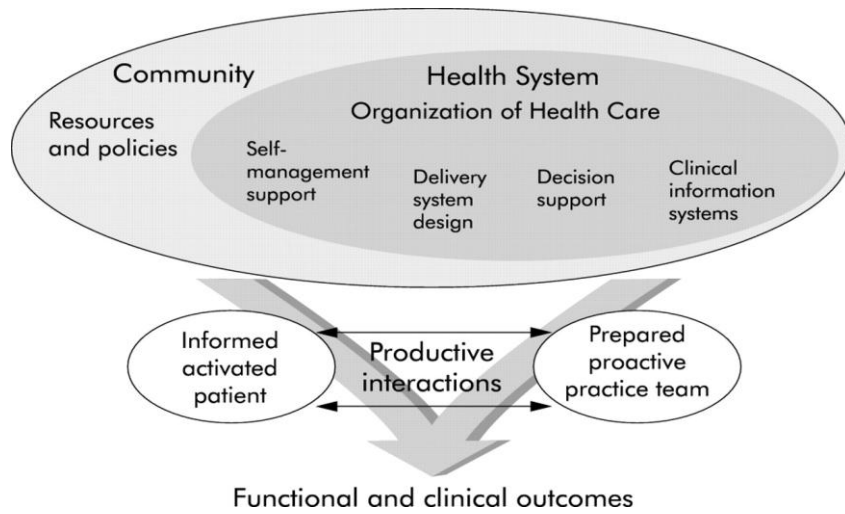 Community
Resources
and policies
Health System
Organization of Health Care
Self-
management
support
Delivery
system
design
Decision
support
Clinical
information
systems
Informed
activated
patient
Productive
interactions
Prepared
proactive
practice team
Functional and clinical outcomes